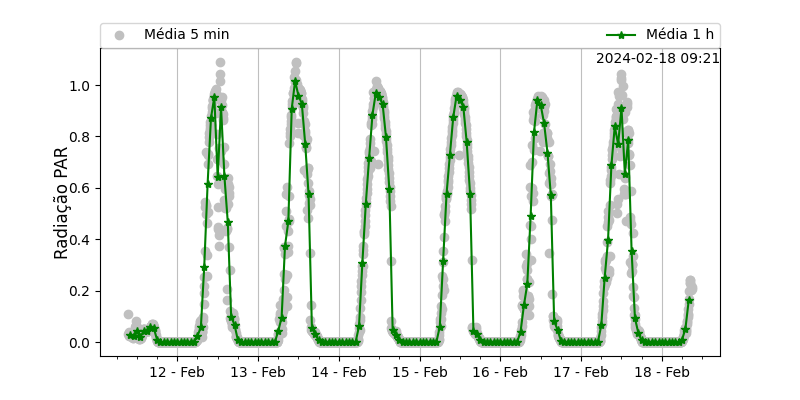 Média 5 min
Média 1 h
2024-02-18 09:21
Radiação PAR
1.0
0.8
0.6
0.4
0.2
0.0
12 - Feb
13 - Feb
14 - Feb
15 - Feb
16 - Feb
17 - Feb
18 - Feb